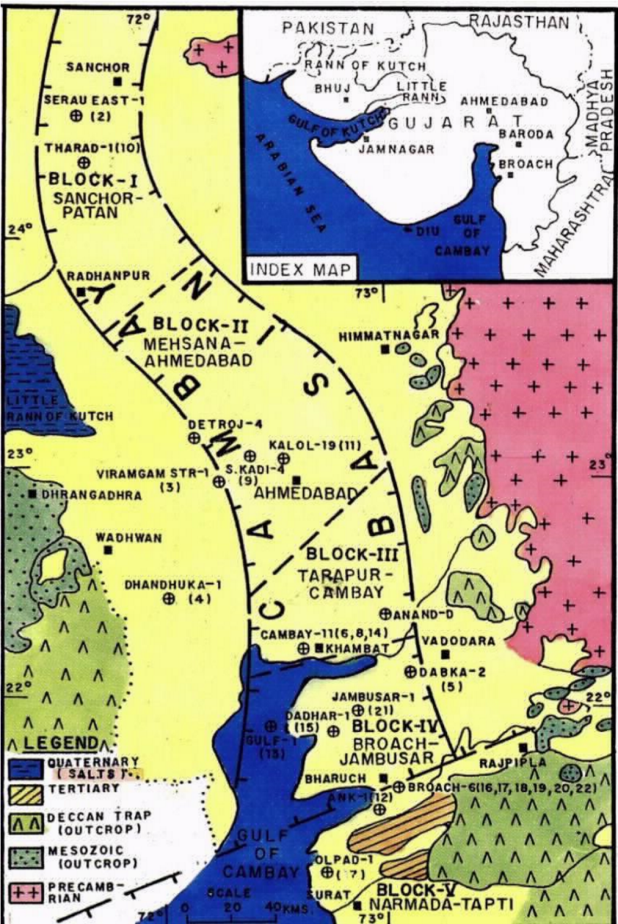 72°
SANCHOR
SERAU EAST-1
(2)
THARAD-1(10)
BLOCK-I
SANCHOR-
PATAN
24°
RADHANPUR
PAKISTAN
RAJASTHAN
RANN OF KUTCH
BHUJ
LITTLE
RANN
AHMEDABAD
MADHYA
PRADESH
GULF OF KUTCH
GUJARAT
BARODA
JAMNAGAR
BROACH
ARABIAN SEA
DIU
GULF
OF
CAMBAY
MAHARASHTRA
INDEX MAP
73°
CAMBAY
BASIN
BLOCK-II
MEHSANA-
AHMEDABAD
HIMMATNAGAR
LITTLE
RANN OF KUTCH
DETROJ-4
KALOL-19(11)
23°
VIRAMGAM STR-1
(3)
S.KADI-4
(9)
AHMEDABAD
23°
DHRANGADHRA
WADHWAN
BLOCK-III
TARAPUR-
CAMBAY
DHANDHUKA-1
(4)
ANAND-D
CAMBAY-11(6,8,14)
KHAMBAT
VADODARA
DABKA-2
(5)
22°
22°
JAMBUSAR-1
(21)
DADHAR-1
(15)
GULF-1
(13)
BLOCK-IV
BROACH-
JAMBUSAR
RAJPIPLA
BHARUCH
BROACH-6(16,17,18,19,20,22)
ANK-1(12)
LEGEND
QUATERNARY
(SALTS)
TERTIARY
DECCAN TRAP
(OUTCROP)
MESOZOIC
(OUTCROP)
PRECAMB-
RIAN
GULF
OF
CAMBAY
OLPAD-1
(7)
SURAT
BLOCK-V
NARMADA-TAPTI
SCALE
20 0 20 40 KMS.
72°
73°